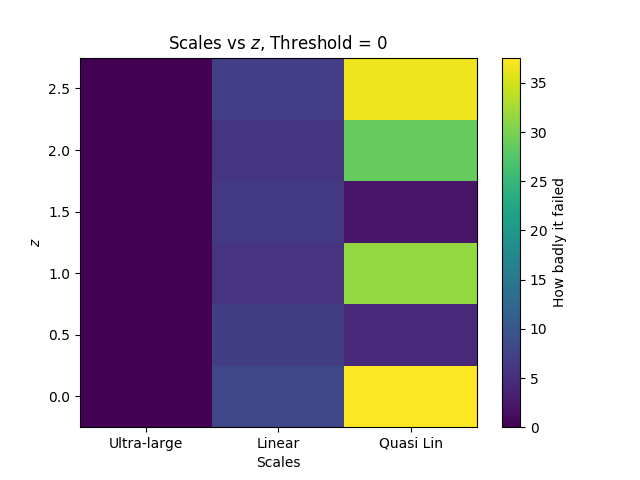 Scales vs z, Threshold = 0
2.5
2.0
1.5
1.0
0.5
0.0
z
Ultra-large Linear Quasi Lin
Scales
35
30
25
20
15
10
5
0
How badly it failed